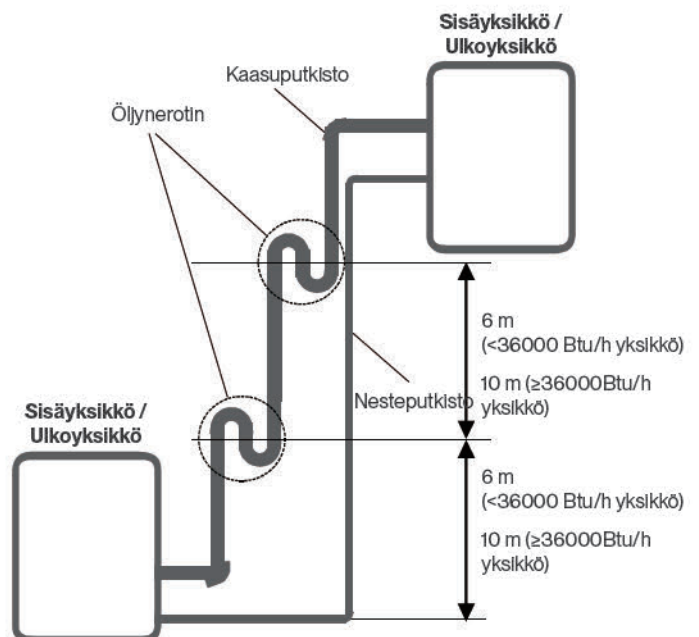 Sisäyksikkö /
Ulkoyksikkö
Kaasuputkisto
Öljynerotin
6 m
(<36000 Btu/h yksikkö)
10 m (≥36000Btu/h
yksikkö)
Nesteputkisto
Sisäyksikkö /
Ulkoyksikkö
6 m
(<36000 Btu/h yksikkö)
10 m (≥36000Btu/h
yksikkö)